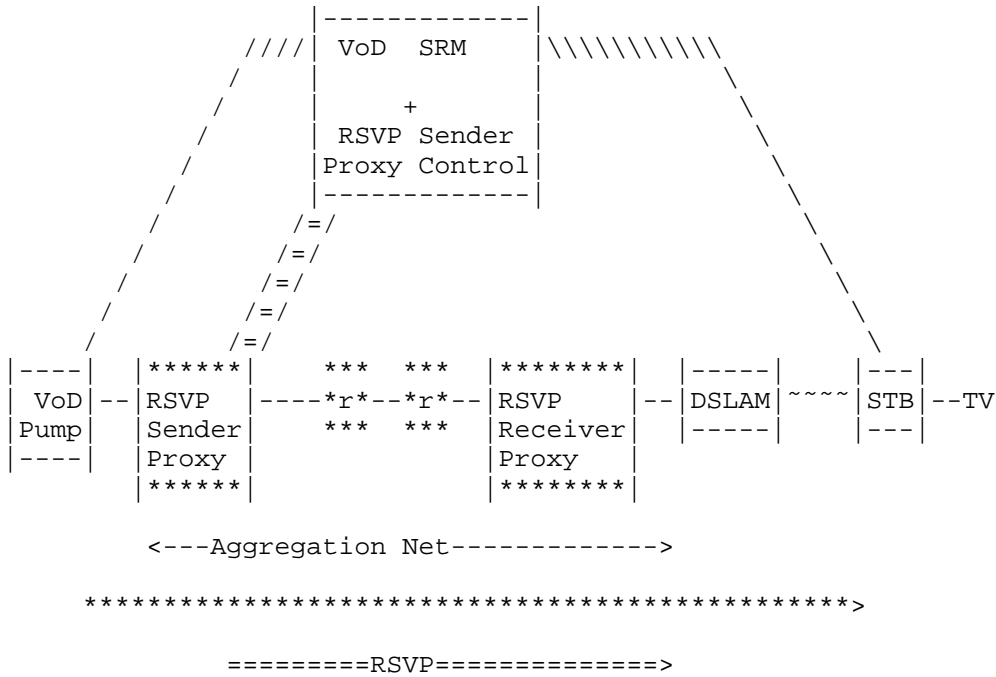 VoD SRM
+
RSVP Sender
Proxy Control
VoD RSVP *r* *r* RSVP DSLAM ~~~~ STB --TV
Pump Sender *** *** Receiver
Proxy Proxy
<---Aggregation Net------------->
************************************************>
=========RSVP==============>